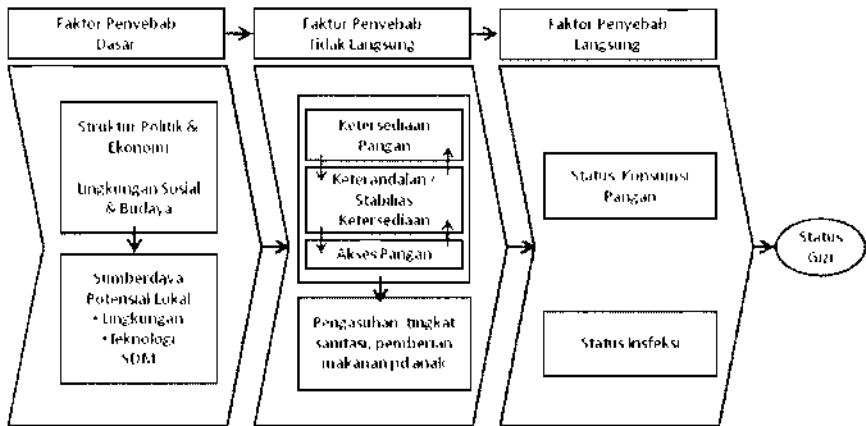 Faktor Penyebab
Dasar
Faktor Penyebab
Tidak Langsung
Faktor Penyebab
Langsung
Struktur Politik &
Ekonomi
Lingkungan Sosial
& Budaya
Sumberdaya
Potensial Lokal
• Lingkungan
• Teknologi
SDM
Ketersediaan
Pangan
Keterandalan /
Stabilias
Ketersediaan
Akses Pangan
Pengasuhan tingkat
sanitasi, pemberian
makanan pd anak
Status Konsumsi
Pangan
Status Insfeksi
Status
Gizi